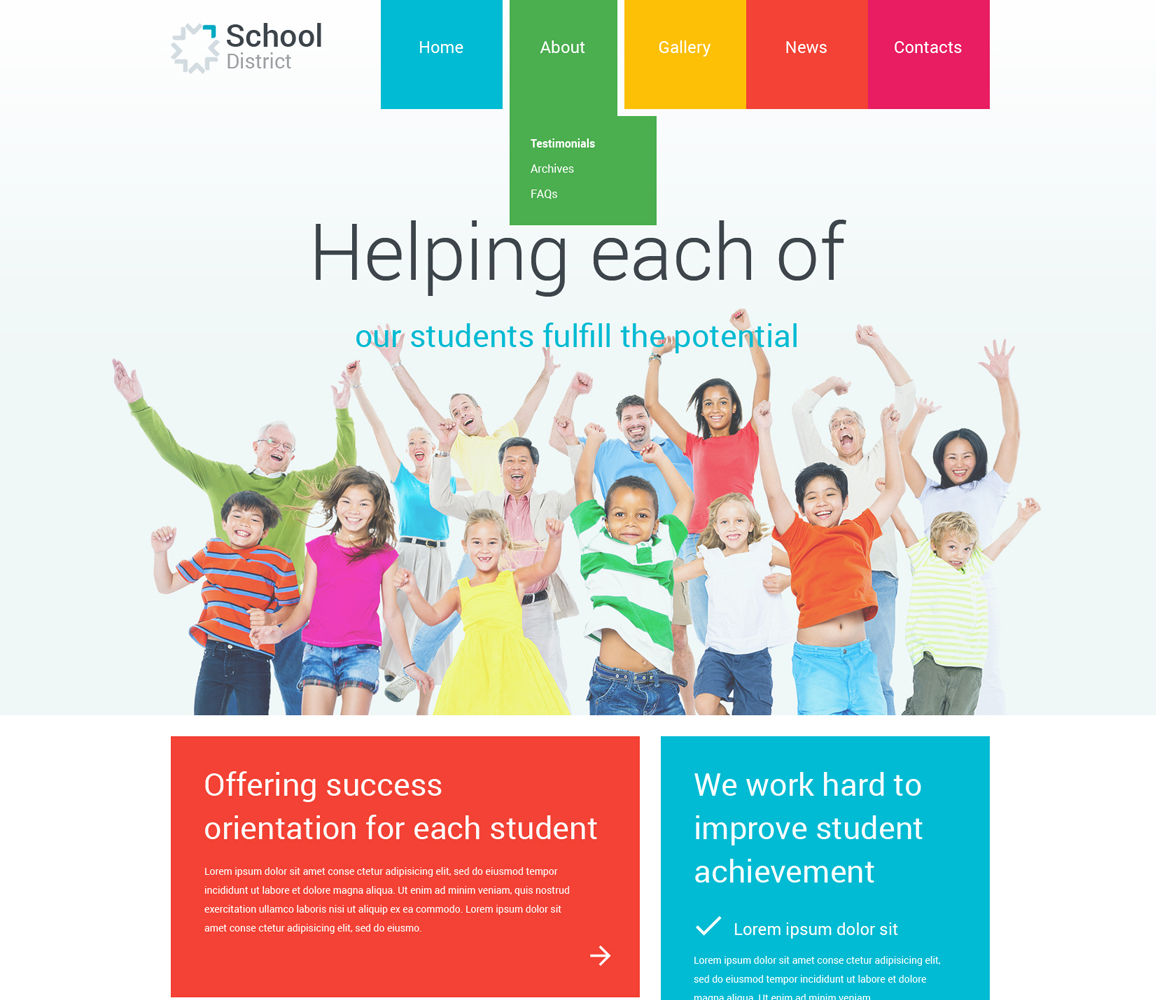 School
District
Home
About
Gallery
News
Contacts
Testimonials
Archives
FAQs
Helping each of
our students fulfill the potential
Offering success
orientation for each student
Lorem ipsum dolor sit amet conse ctetur adipisicing elit, sed do eiusmod tempor
incididunt ut labore et dolore magna aliqua. Ut enim ad minim veniam, quis nostrud
exercitation ullamco laboris nisi ut aliquip ex ea commodo. Lorem ipsum dolor sit
amet conse ctetur adipisicing elit, sed do eiusmo.
We work hard to
improve student
achievement
Lorem ipsum dolor sit
Lorem ipsum dolor sit amet conse ctetur adipisicing elit,
sed do eiusmod tempor incididunt ut labore et dolore
magna aliqua. Ut enim ad minim veniam